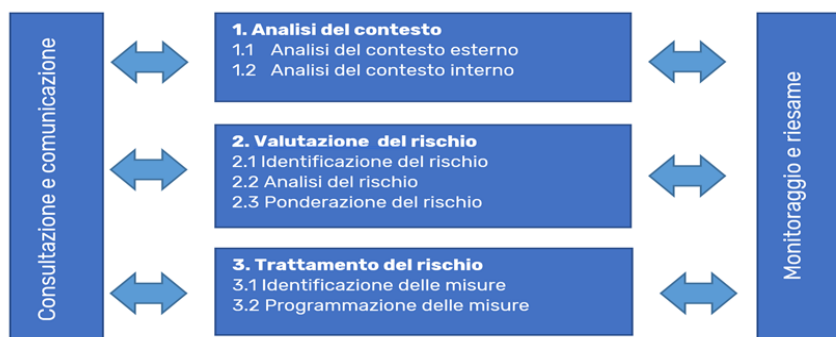 Consultazione e comunicazione
1. Analisi del contesto
1.1 Analisi del contesto esterno
1.2 Analisi del contesto interno
2. Valutazione del rischio
2.1 Identificazione del rischio
2.2 Analisi del rischio
2.3 Ponderazione del rischio
3. Trattamento del rischio
3.1 Identificazione delle misure
3.2 Programmazione delle misure
Monitoraggio e riesame